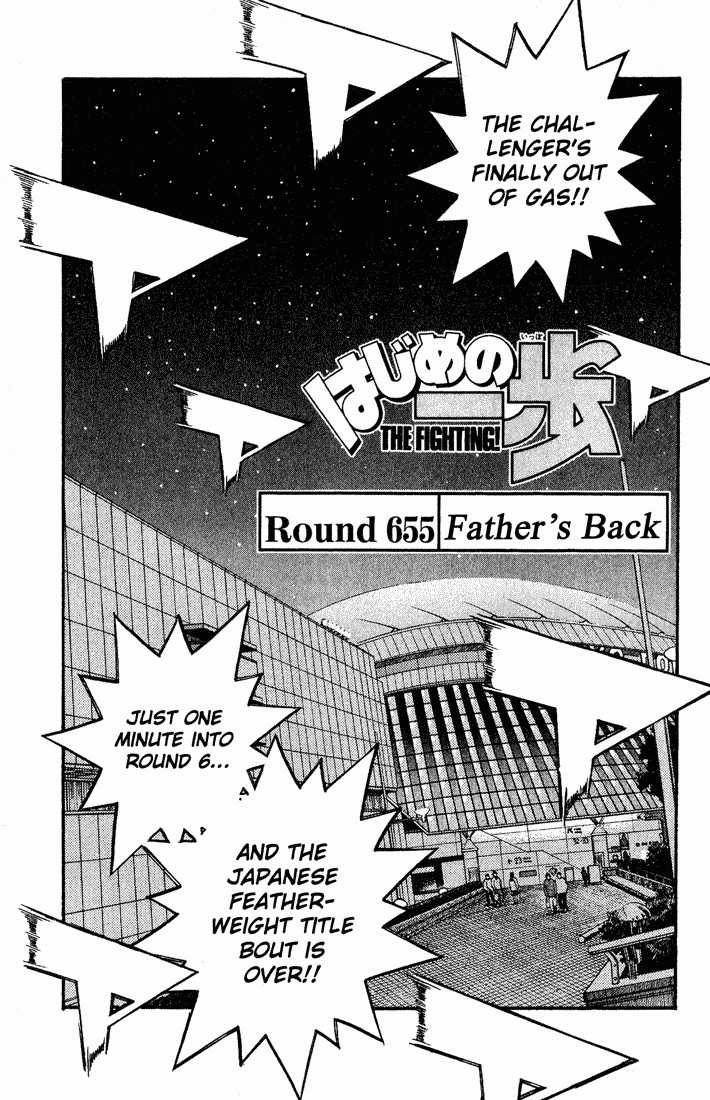 THE CHAL-
LENGER'S
FINALLY OUT
OF GAS!!
はじめの一歩
いっぽ
THE FIGHTING!
Round 655 Father's Back
JUST ONE
MINUTE INTO
ROUND 6...
AND THE
JAPANESE
FEATHER-
WEIGHT TITLE
BOUT IS
OVER!!